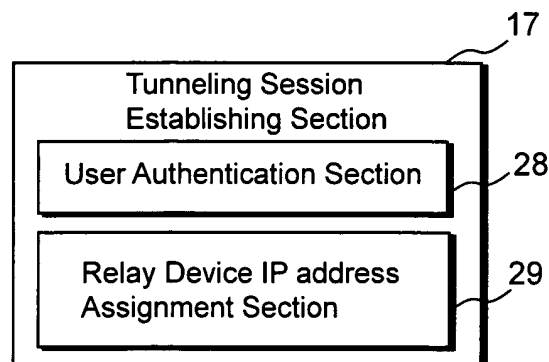 17
Tunneling Session
Establishing Section
User Authentication Section
28
Relay Device IP address
Assignment Section
29